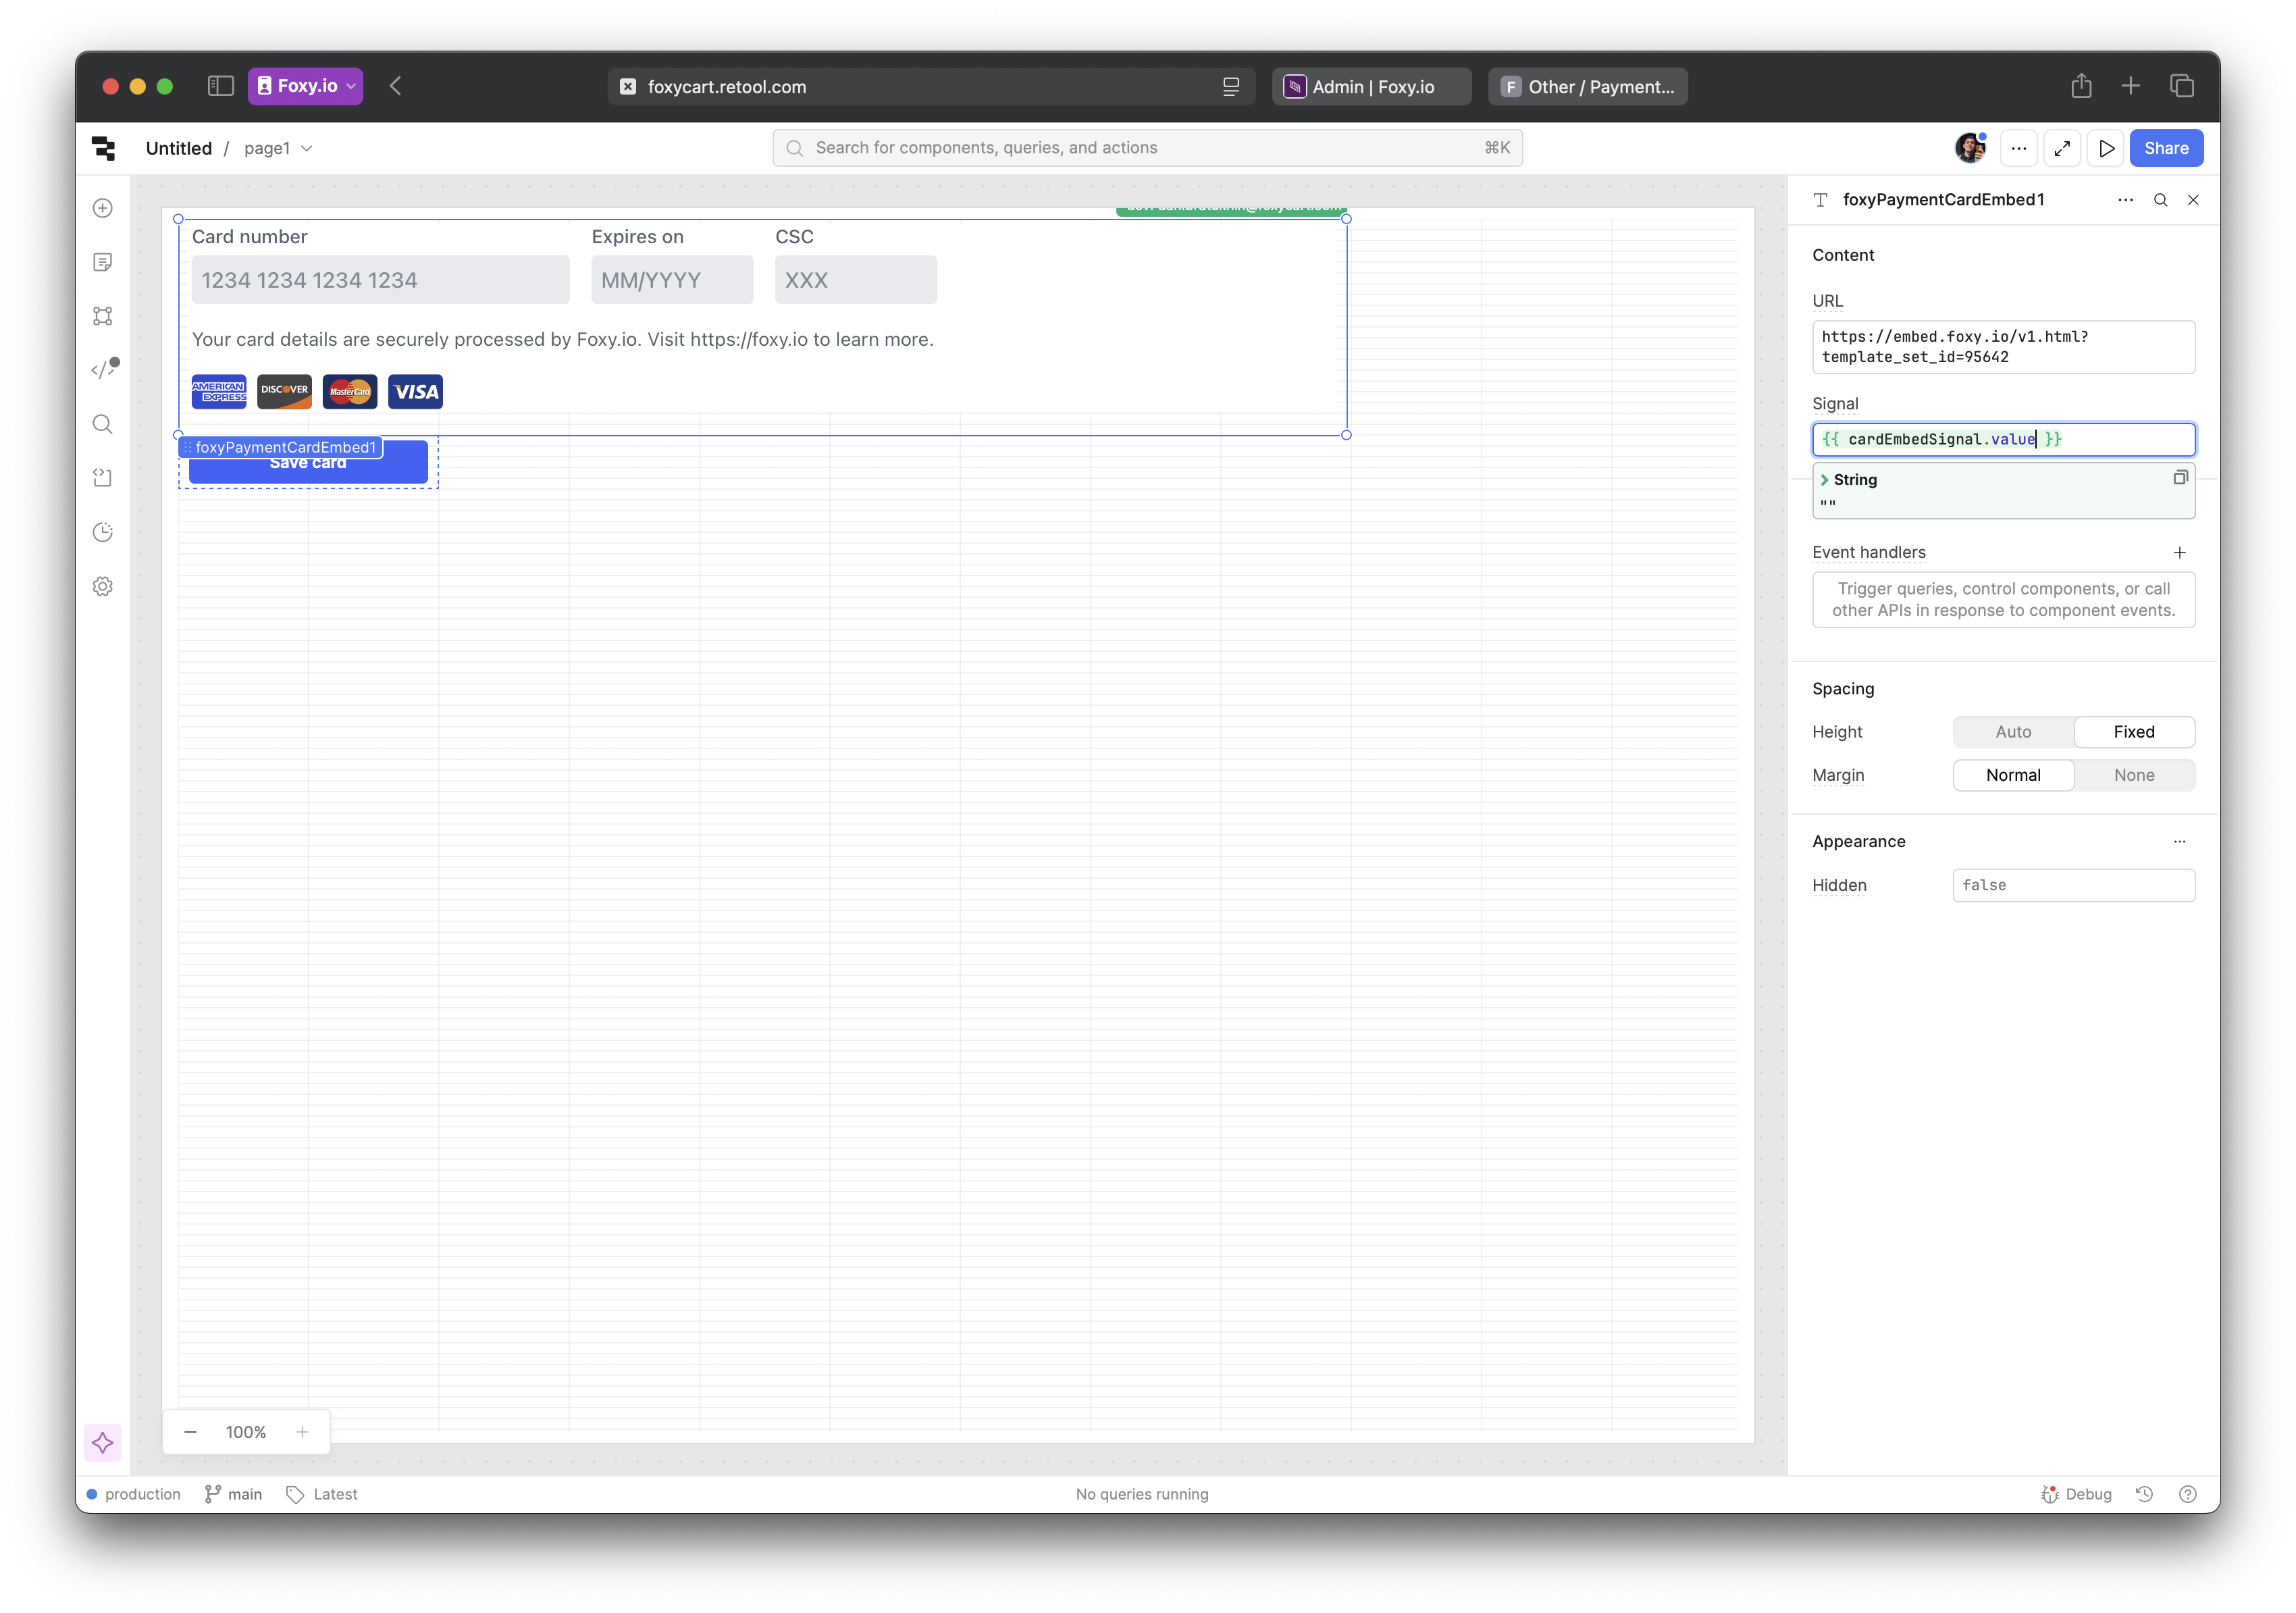 Foxy.io
foxycart.retool.com
Admin | Foxy.io
F Other / Payment...
Untitled / page1
Search for components, queries, and actions
⌘K
Share
foxyPaymentCardEmbed1
Content
URL
https://embed.foxy.io/v1.html?
template_set_id=95642
Signal
{{ cardEmbedSignal.value }}
String
""
Event handlers
Trigger queries, control components, or call
other APIs in response to component events.
Spacing
Height
Auto
Fixed
Margin
Normal
None
Appearance
Hidden
false
Card number
Expires on
CSC
1234 1234 1234 1234
MM/YYYY
XXX
Your card details are securely processed by Foxy.io. Visit https://foxy.io to learn more.
AMERICAN
EXPRESS
DISCOVER
MasterCard
VISA
foxyPaymentCardEmbed1
Save card
100%
production
main
Latest
No queries running
Debug